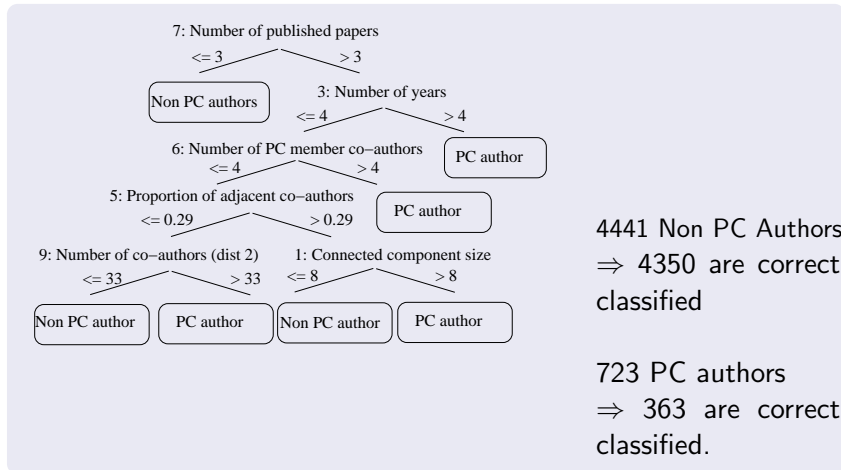 7: Number of published papers
<= 3 > 3
Non PC authors
3: Number of years
<= 4 > 4
6: Number of PC member co−authors
PC author
<= 4 > 4
5: Proportion of adjacent co−authors
PC author
<= 0.29 > 0.29
9: Number of co−authors (dist 2) 1: Connected component size
<= 33 > 33 <= 8 > 8
Non PC author PC author Non PC author PC author
4441 Non PC Authors
⇒ 4350 are correct
classified
723 PC authors
⇒ 363 are correct
classified.